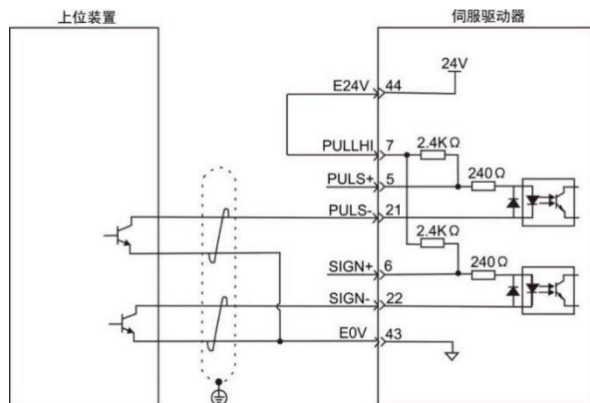 上位装置
伺服驱动器
24V
E24V 44
PULLHI 7 2.4KΩ
PULS+ 5 240Ω
PULS- 21
2.4KΩ
SIGN+ 6 240Ω
SIGN- 22
E0V 43